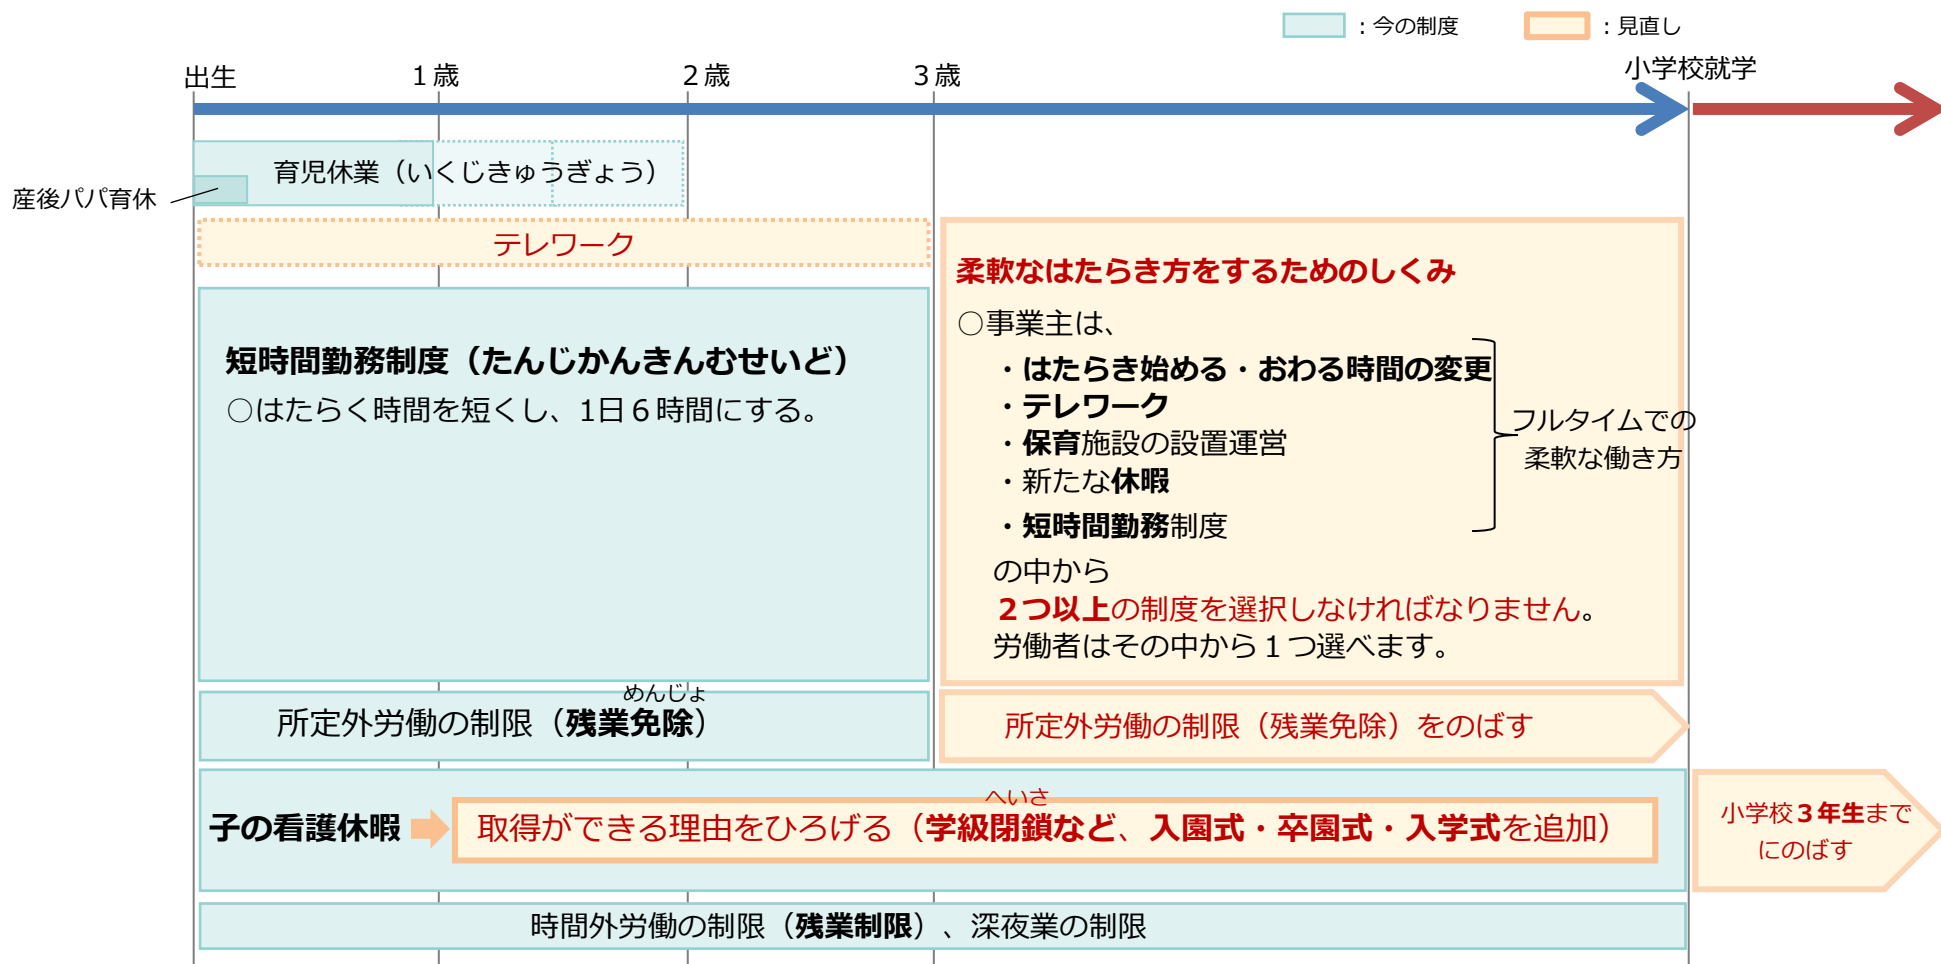 ：今の制度
：見直し
出生
１歳
２歳
３歳
小学校就学
育児休業（いくじきゅうぎょう）
産後パパ育休
テレワーク
短時間勤務制度（たんじかんきんむせいど）
○はたらく時間を短くし、1日６時間にする。
柔軟なはたらき方をするためのしくみ
○事業主は、
・はたらき始める・おわる時間の変更
・テレワーク
・保育施設の設置運営
・新たな休暇
・短時間勤務制度
フルタイムでの
柔軟な働き方
の中から
２つ以上の制度を選択しなければなりません。
労働者はその中から１つ選べます。
めんじょ
所定外労働の制限（残業免除）
所定外労働の制限（残業免除）をのばす
子の看護休暇
へいさ
取得ができる理由をひろげる（学級閉鎖など、入園式・卒園式・入学式を追加）
小学校３年生まで
にのばす
時間外労働の制限（残業制限）、深夜業の制限